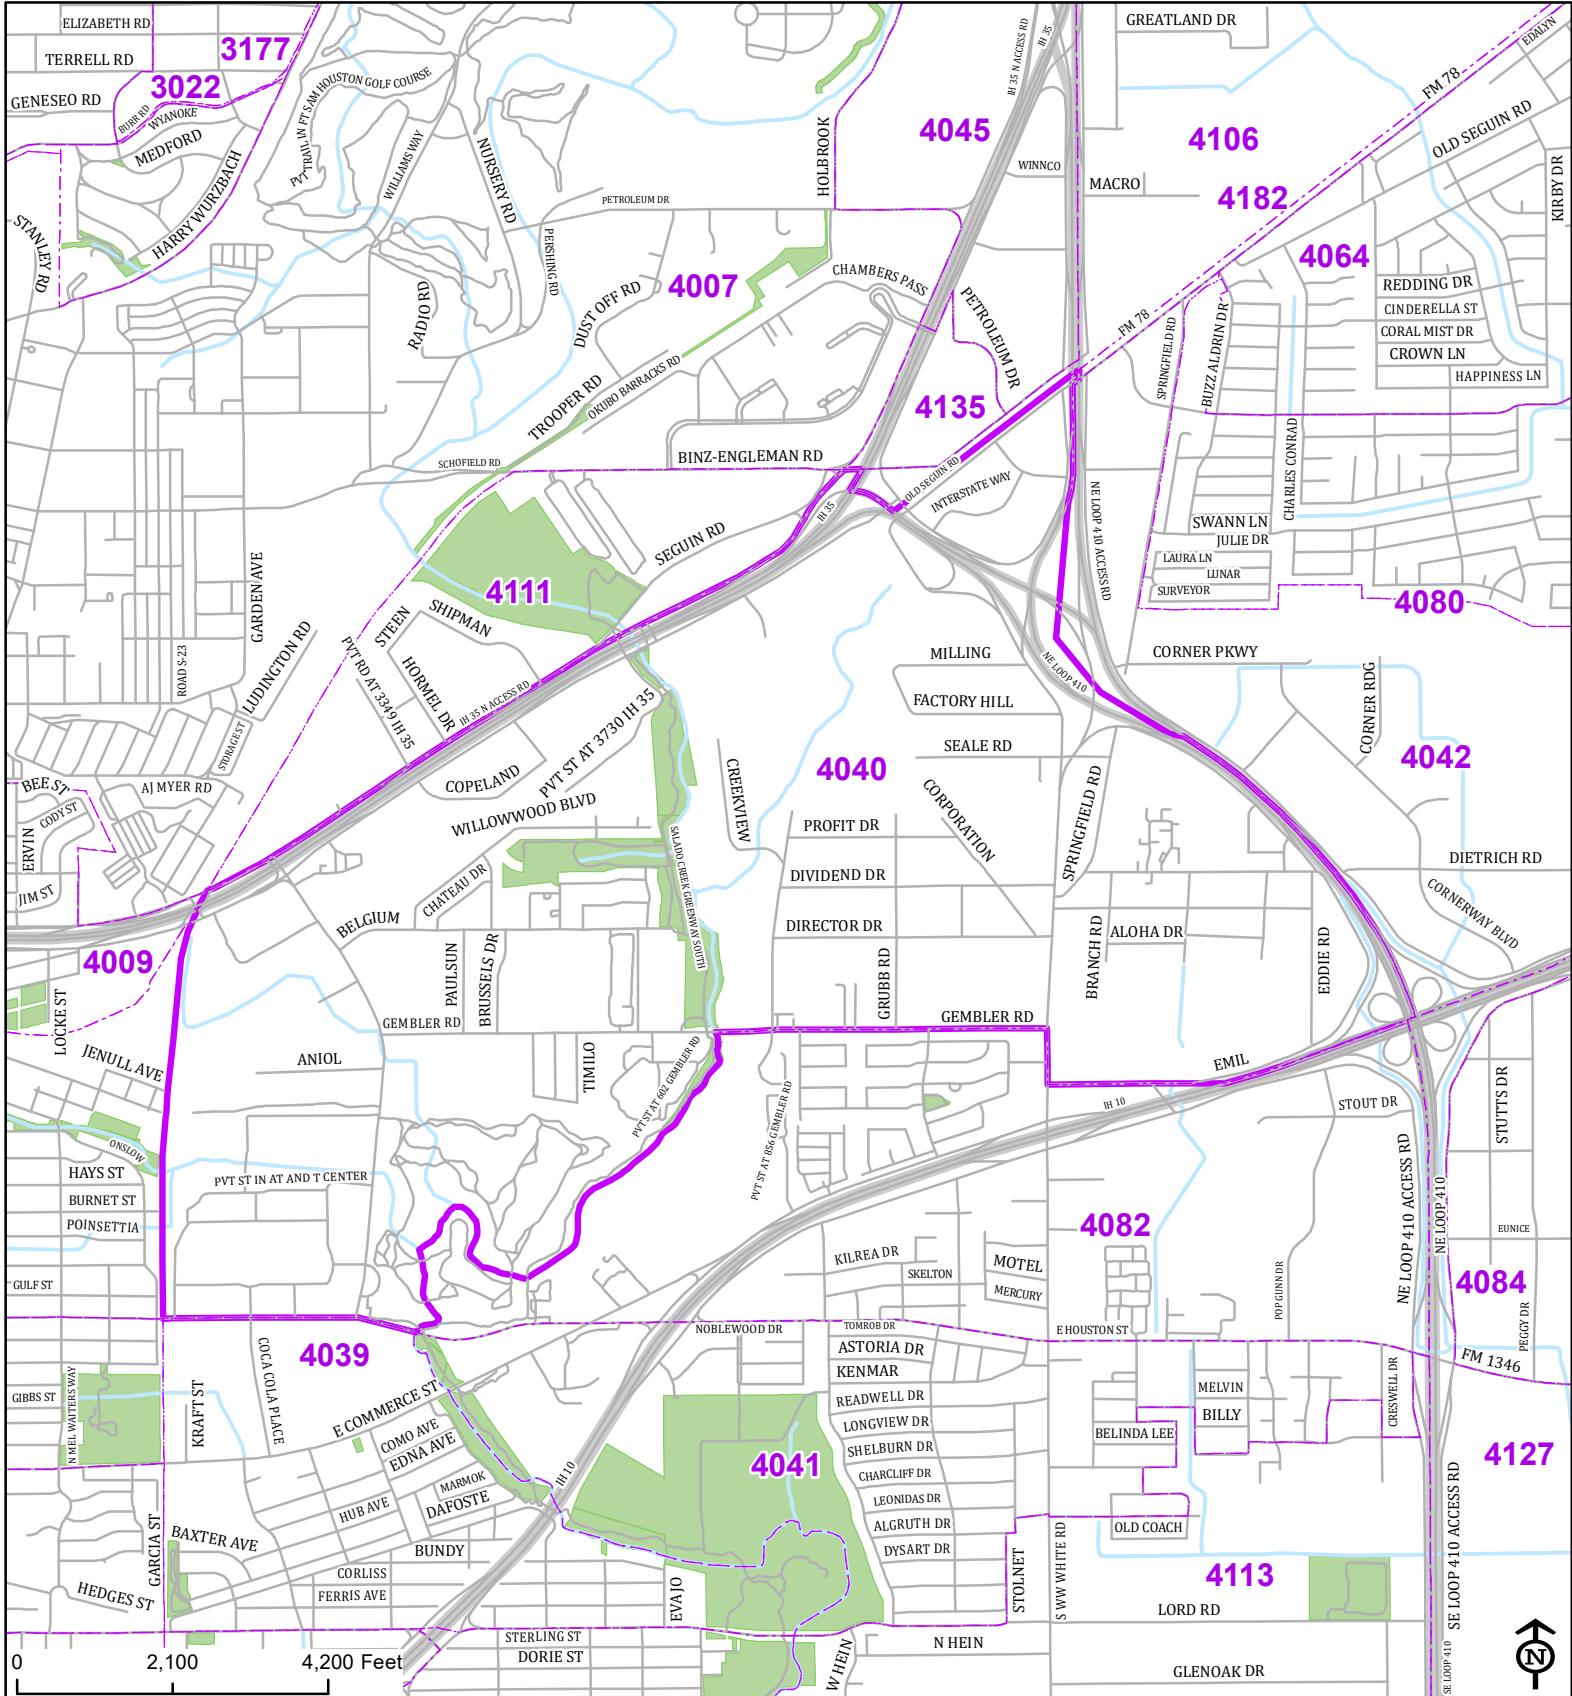 ELIZABETH RD
3177
TERRELL RD
3022
GENESEO RD
BURR RD
WYANOKE
MEDFORD
PVT TRAIL IN FT SAM HOUSTON GOLF COURSE
WILLIAMS WAY
NURSERY RD
HARRY WURZBACH
STANLEY RD
HOLBROOK
PETROLEUM DR
PERSHING RD
4045
IH 35 N ACCESS RD
IH 35
GREATLAND DR
EDALYN
FM 78
4106
OLD SEGUIN RD
WINNCO
MACRO
4182
KIRBY DR
4064
REDDING DR
CINDERELLA ST
CORAL MIST DR
CROWN LN
HAPPINESS LN
4007
CHAMBERS PASS
DUST OFF RD
RADIO RD
PETROLEUM DR
FM 78
SPRINGFIELD RD
BUZZ ALDRIN DR
TROOPER RD
OKUBO BARRACKS RD
4135
SCHOFIELD RD
BINZ-ENGLEMAN RD
OLD SEGUIN RD
INTERSTATE WAY
NE LOOP 410 ACCESS RD
CHARLES CONRAD
IH 35
SEGUIN RD
SWANN LN
JULIE DR
LAURA LN
LUNAR
SURVEYOR
4080
4111
GARDEN AVE
STEEN
SHIPMAN
LUDINGTON RD
ROAD S-23
PVT RD AT 3349 IH 35
HORMEL DR
IH 35 N ACCESS RD
PVT ST AT 3730 IH 35
MILLING
NE LOOP 410
CORNER PKWY
FACTORY HILL
CORNER RDG
STORAGE ST
SEALE RD
4040
4042
CREEKVIEW
COPELAND
BEE ST
AJ MYER RD
CODY ST
WILLOWWOOD BLVD
ERVIN
CORPORATION
SPRINGFIELD RD
PROFIT DR
SALADO CREEK GREENWAY SOUTH
DIETRICH RD
JIM ST
CHATEAU DR
DIVIDEND DR
CORNERWAY BLVD
BELGIUM
DIRECTOR DR
BRANCH RD
ALOHA DR
EDDIE RD
4009
PAULSUN
BRUSSELS DR
GRUBB RD
LOCKE ST
GEMBLER RD
GEMBLER RD
JENULL AVE
ANIOL
TIMILO
PVT ST AT 602 GEMBLER RD
EMIL
STUTTS DR
IH 10
STOUT DR
ONSLOW
PVT ST AT 856 GEMBLER RD
HAYS ST
PVT ST IN AT AND T CENTER
BURNET ST
POINSETTIA
NE LOOP 410 ACCESS RD
NE LOOP 410
4082
EUNICE
KILREA DR
MOTEL
SKELTON
MERCURY
GULF ST
POP GUNN DR
4084
PEGGY DR
NOBLEWOOD DR
TOMROB DR
E HOUSTON ST
4039
ASTORIA DR
FM 1346
KENMAR
COCA COLA PLACE
GIBBS ST
N MEL WAITERS WAY
KRAFT ST
E COMMERCE ST
READWELL DR
MELVIN
CRESWELL DR
LONGVIEW DR
BILLY
COMO AVE
BELINDA LEE
EDNA AVE
SHELBURN DR
4127
4041
CHARCLIFF DR
MARMOK
IH 10
LEONIDAS DR
HUB AVE
DAFOSTE
ALGRUTH DR
OLD COACH
SE LOOP 410 ACCESS RD
GARCIA ST
BAXTER AVE
BUNDY
DYSART DR
S WW WHITE RD
4113
CORLISS
STOLNET
HEDGES ST
FERRIS AVE
EVAJO
LORD RD
STERLING ST
N HEIN
DORIE ST
W HEIN
GLENOAK DR
SE LOOP 410
0 2,100 4,200 Feet
N